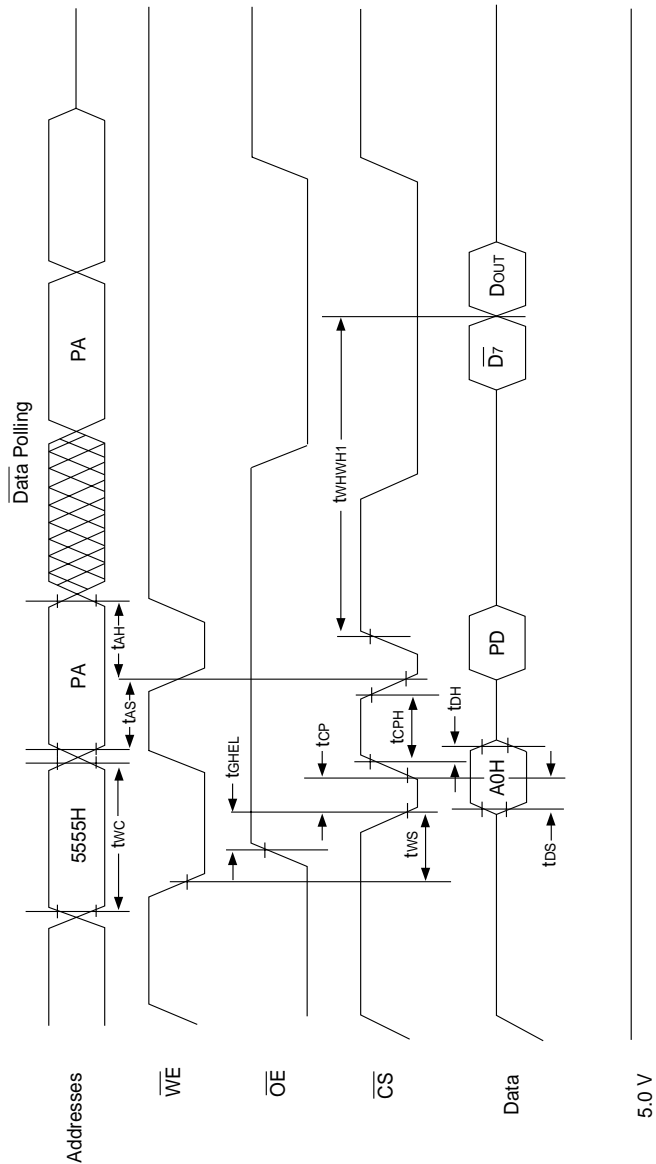 Data Polling
Addresses
5555H
PA
PA
tWC
tAS
tAH
WE
OE
tGHEL
CS
tWS
tCP
tCPH
tWHWH1
tDH
Data
A0H
PD
D7
DOUT
tDS
5.0 V